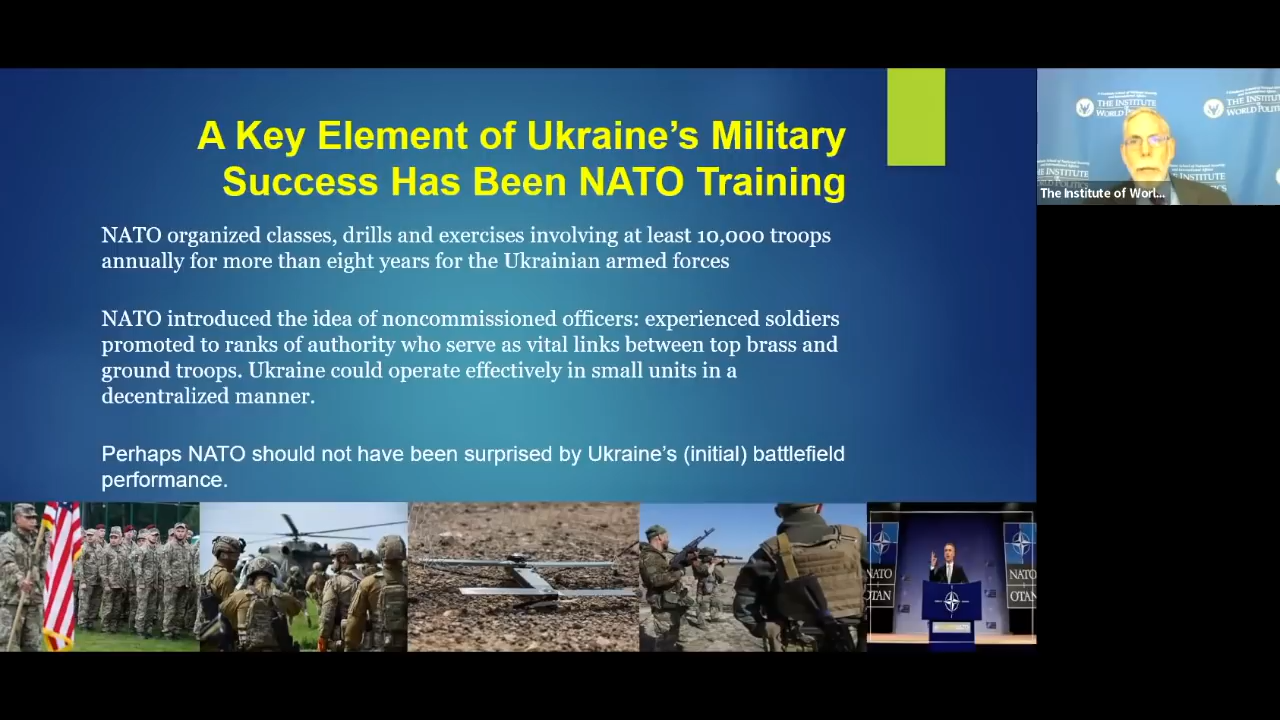 A Key Element of Ukraine's Military
Success Has Been NATO Training
NATO organized classes, drills and exercises involving at least 10,000 troops
annually for more than eight years for the Ukrainian armed forces
NATO introduced the idea of noncommissioned officers: experienced soldiers
promoted to ranks of authority who serve as vital links between top brass and
ground troops. Ukraine could operate effectively in small units in a
decentralized manner.
Perhaps NATO should not have been surprised by Ukraine's (initial) battlefield
performance.
THE INSTITUTE
WORLD POLIT
THE INSTITU
WORLD POLIT
The Institute of Worl...
NATO
OTAN
NATO
OTAN